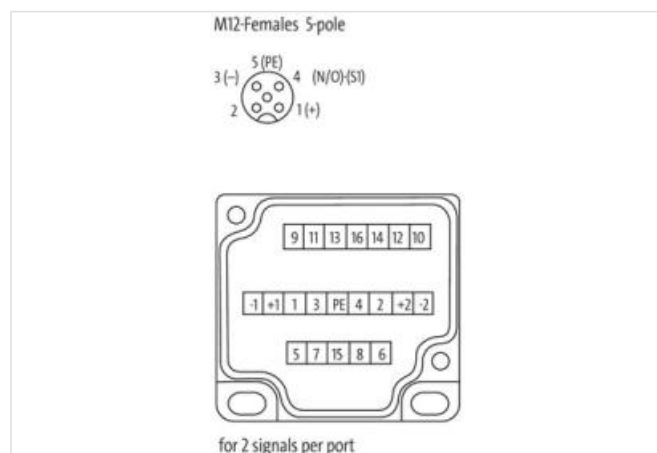 M12-Females 5-pole
5 (PE)
3 (–) 4 (N/O)-(S1)
2 1 (+)
9 11 13 16 14 12 10
-1 +1 1 3 PE 4 2 +2 -2
5 7 15 8 6
for 2 signals per port